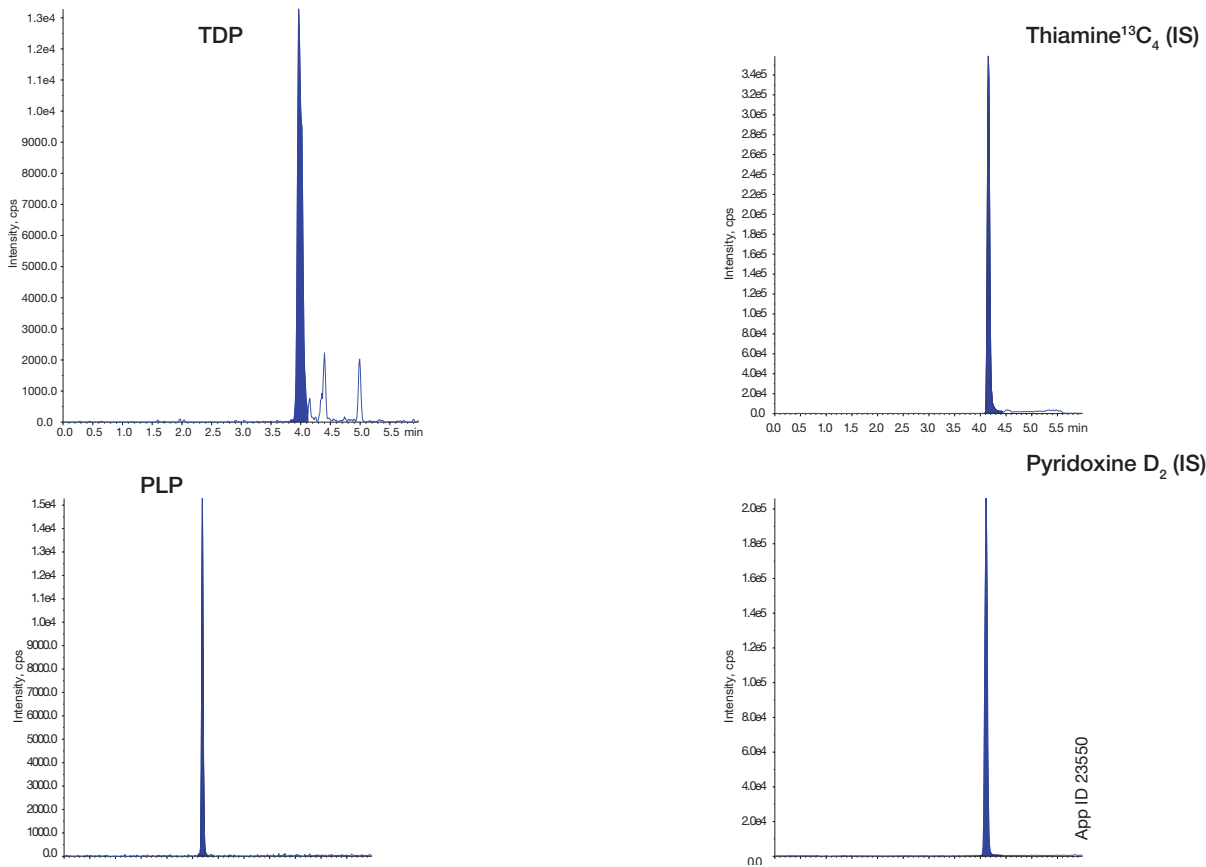 TDP
Intensity, cps
1.3e4
1.2e4
1.1e4
1.0e4
9000.0
8000.0
7000.0
6000.0
5000.0
4000.0
3000.0
2000.0
1000.0
0.0
0.0 0.5 1.0 1.5 2.0 2.5 3.0 3.5 4.0 4.5 5.0 5.5 min
Thiamine¹³C₄ (IS)
Intensity, cps
3.4e5
3.2e5
3.0e5
2.8e5
2.6e5
2.4e5
2.2e5
2.0e5
1.8e5
1.6e5
1.4e5
1.2e5
1.0e5
8.0e4
6.0e4
4.0e4
2.0e4
0.0
0.0 0.5 1.0 1.5 2.0 2.5 3.0 3.5 4.0 4.5 5.0 5.5 min
PLP
Intensity, cps
1.5e4
1.4e4
1.3e4
1.2e4
1.1e4
1.0e4
9000.0
8000.0
7000.0
6000.0
5000.0
4000.0
3000.0
2000.0
1000.0
0.0
Pyridoxine D₂ (IS)
Intensity, cps
2.0e5
1.8e5
1.6e5
1.4e5
1.2e5
1.0e5
8.0e4
6.0e4
4.0e4
2.0e4
0.0
App ID 23550